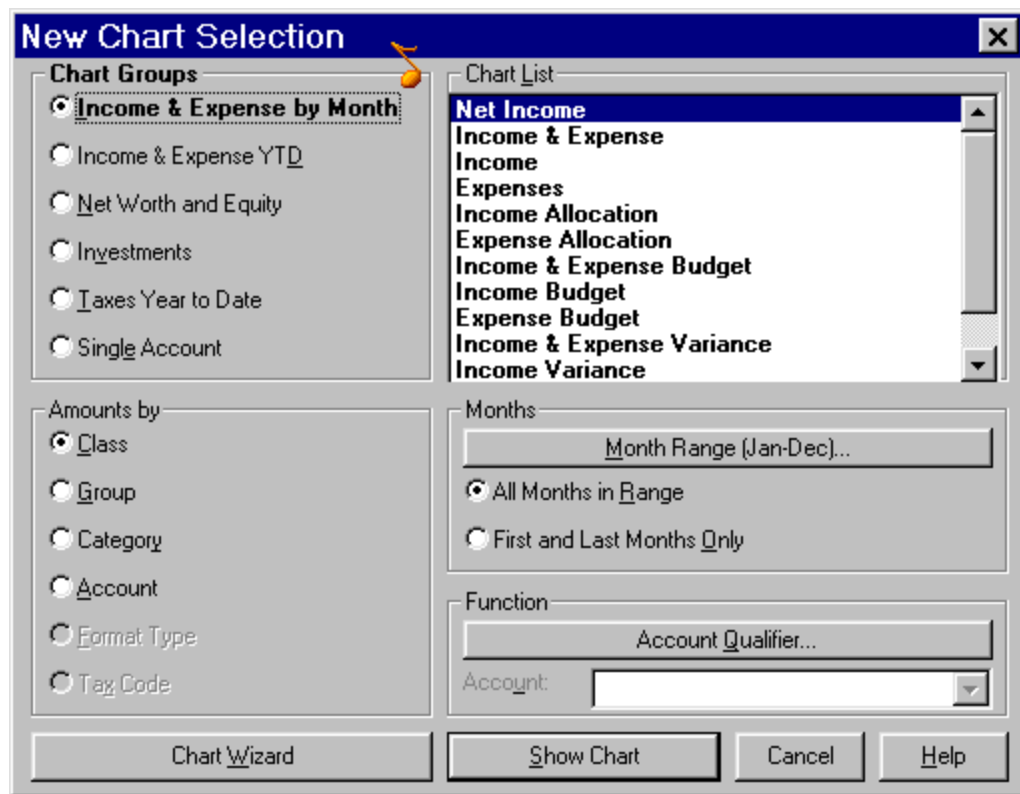 New Chart Selection
Chart Groups
Income & Expense by Month
Income & Expense YTD
Net Worth and Equity
Investments
Taxes Year to Date
Single Account
Chart List
Net Income
Income & Expense
Income
Expenses
Income Allocation
Expense Allocation
Income & Expense Budget
Income Budget
Expense Budget
Income & Expense Variance
Income Variance
Amounts by
Class
Group
Category
Account
Format Type
Tax Code
Months
Month Range (Jan-Dec)...
All Months in Range
First and Last Months Only
Function
Account Qualifier...
Account:
Chart Wizard
Show Chart
Cancel
Help